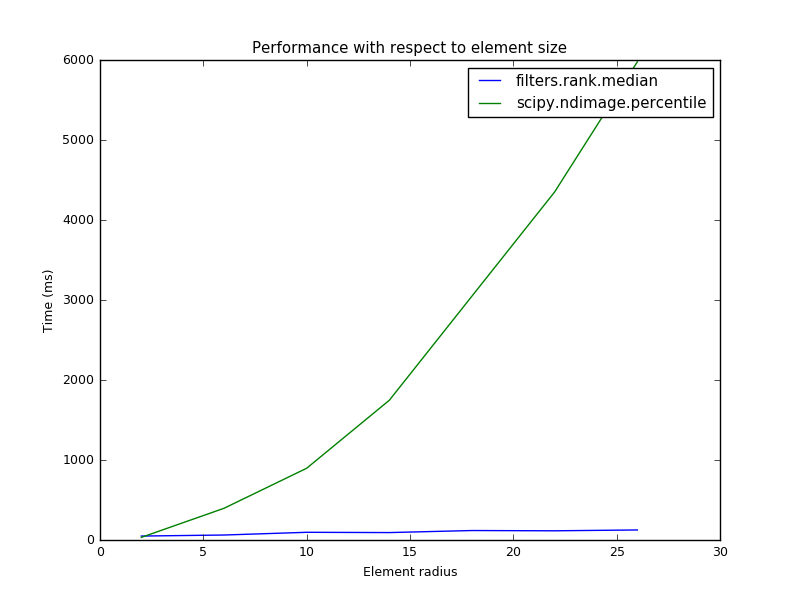 Performance with respect to element size
filters.rank.median
scipy.ndimage.percentile
6000
5000
4000
3000
2000
1000
0
Time (ms)
0 5 10 15 20 25 30
Element radius